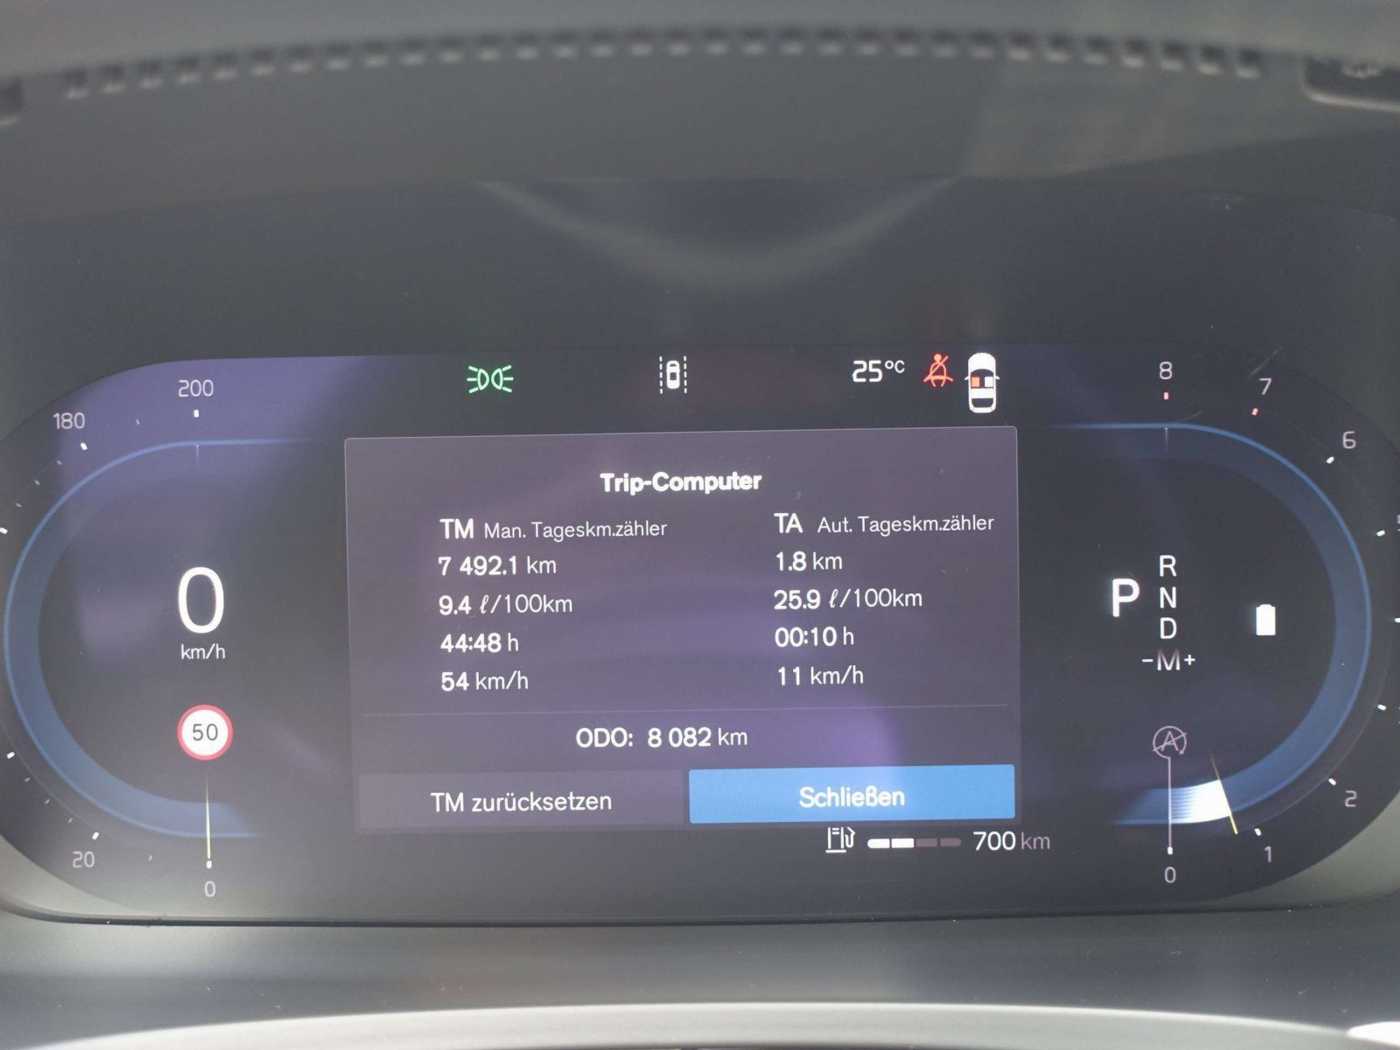 200
180
25°C
8
7
6
Trip-Computer
TM Man. Tageskm.zähler
7 492.1 km
9.4 ℓ/100km
44:48 h
54 km/h
TA Aut. Tageskm.zähler
1.8 km
25.9 ℓ/100km
00:10 h
11 km/h
ODO: 8 082 km
TM zurücksetzen
Schließen
0
km/h
50
P
R
N
D
-M+
A
700 km
20
0
2
1
0